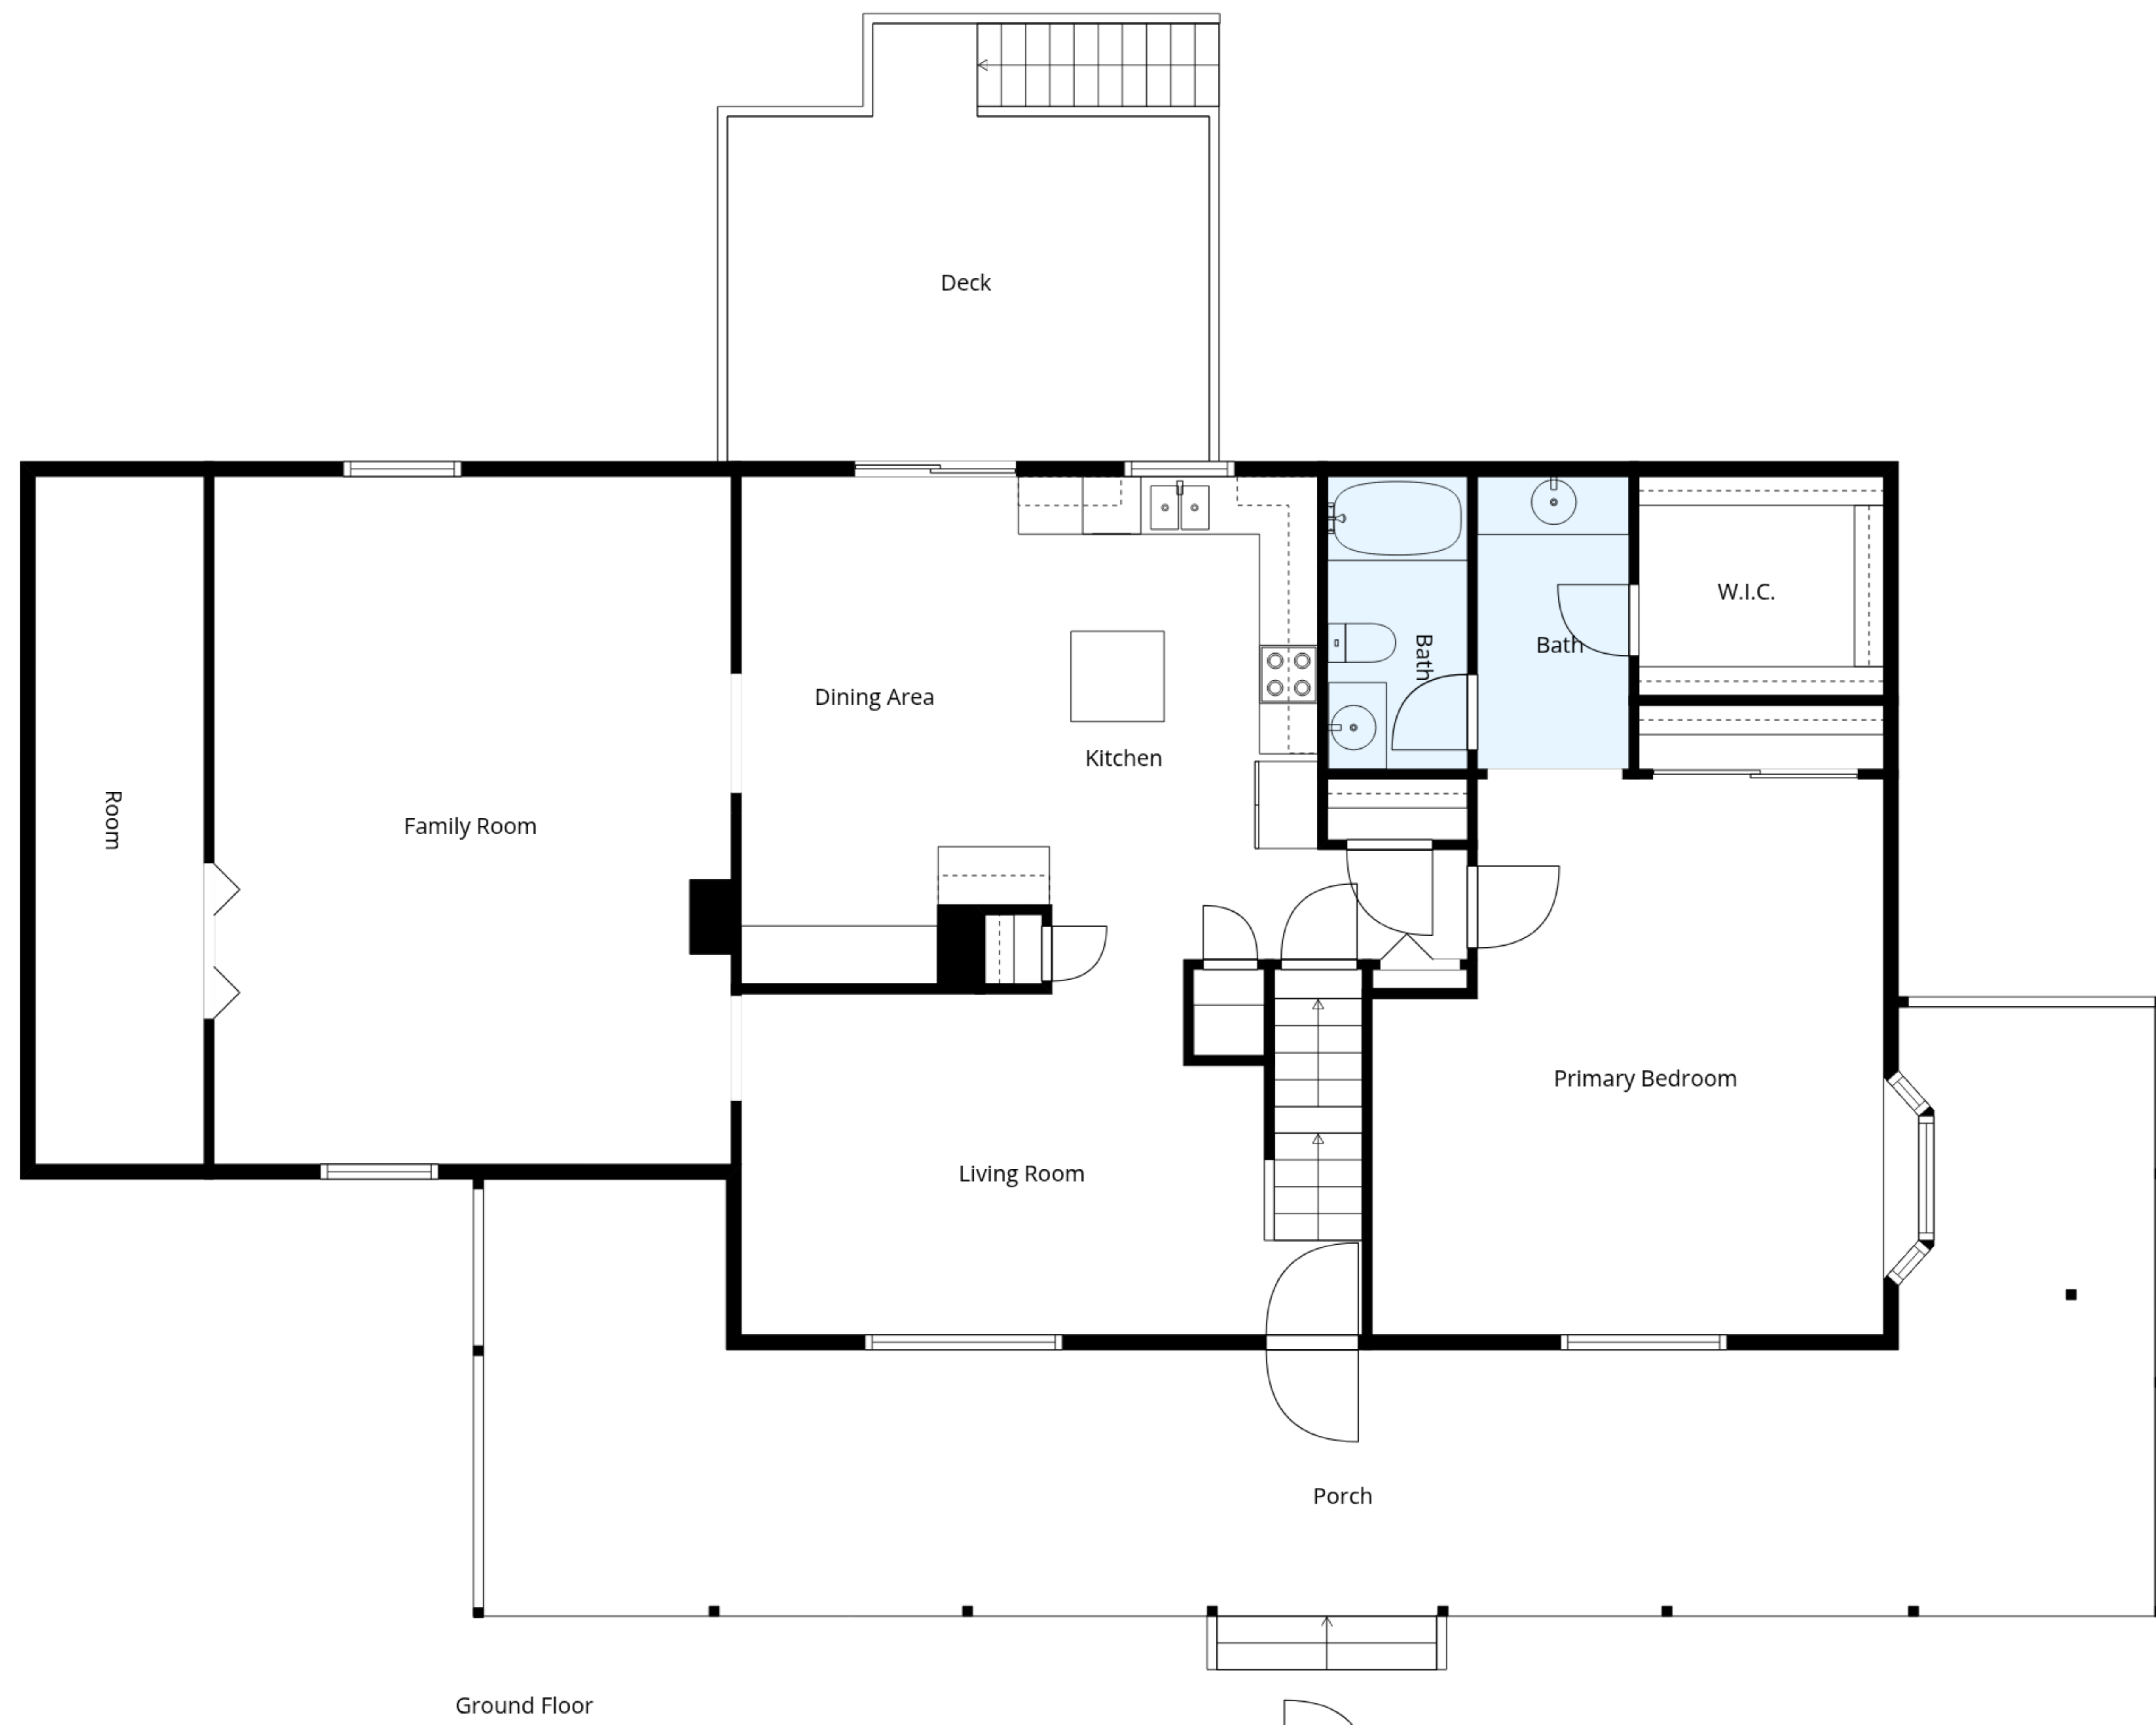 Deck
W.I.C.
Bath
Bath
Dining Area
Kitchen
Room
Family Room
Primary Bedroom
Living Room
Porch
Ground Floor